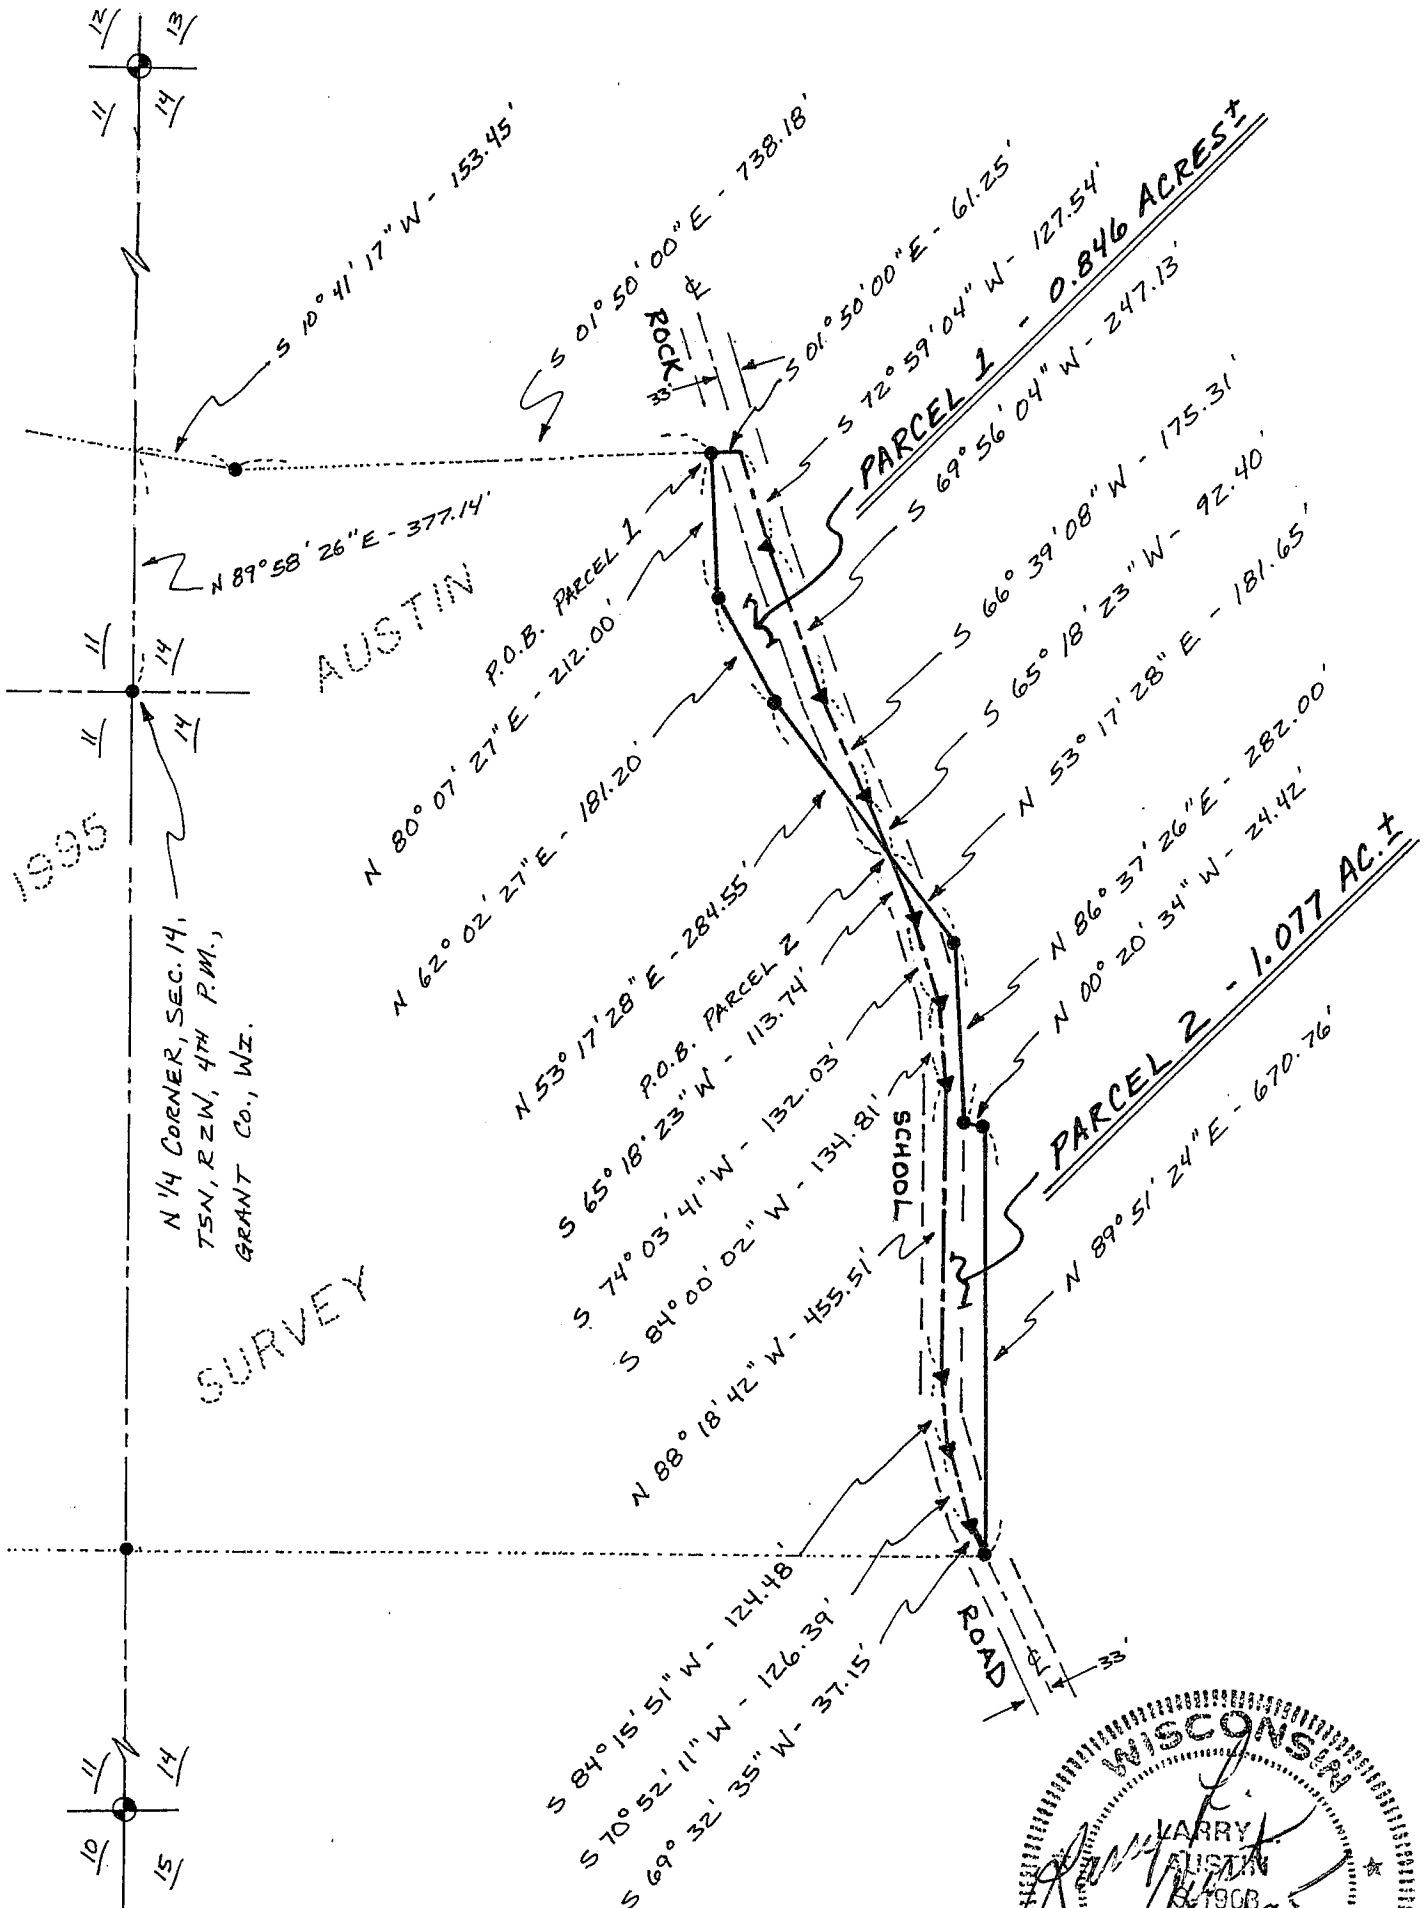 12
13
11
14
S 10° 41' 17" W - 153.45'
S 01° 50' 00" E - 738.18'
S 01° 50' 00" E - 61.25'
S 72° 59' 04" W - 127.54'
PARCEL 1 - 0.846 ACRES±
S 69° 56' 04" W - 247.13'
S 66° 39' 08" W - 175.31'
S 65° 18' 23" W - 92.40'
N 53° 17' 28" E - 181.65'
N 86° 37' 26" E - 282.00'
N 00° 20' 34" W - 24.42'
PARCEL 2 - 1.077 AC.±
N 89° 51' 24" E - 670.76'
℄
ROCK
33'
N 89° 58' 26" E - 377.14'
AUSTIN
P.O.B. PARCEL 1
N 80° 07' 27" E - 212.00'
N 62° 02' 27" E - 181.20'
N 53° 17' 28" E - 284.55'
P.O.B. PARCEL 2
S 65° 18' 23" W - 113.74'
S 74° 03' 41" W - 132.03'
S 84° 00' 02" W - 134.81'
N 88° 18' 42" W - 455.51'
SCHOOL
11
14
11
14
1995
N 1/4 CORNER, SEC. 14,
T5N, R2W, 4TH P.M.,
GRANT CO., WI.
SURVEY
S 84° 15' 51" W - 124.48'
S 70° 52' 11" W - 126.39'
S 69° 32' 35" W - 37.15'
ROAD
℄
33'
11
14
10
15
WISCONSIN
LARRY L.
AUSTIN